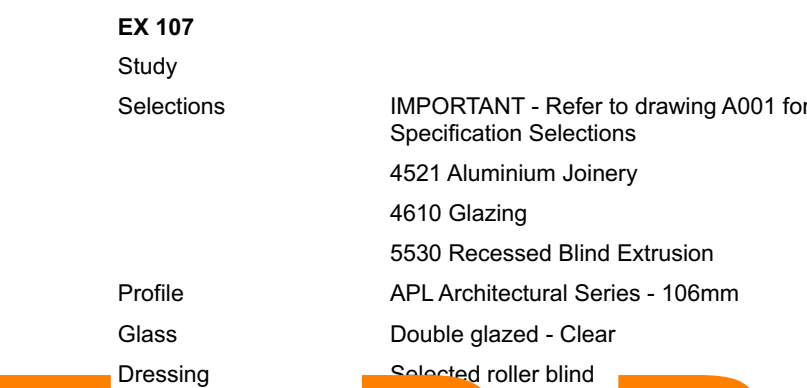 EX 107
Study
Selections IMPORTANT - Refer to drawing A001 for
Specification Selections
4521 Aluminium Joinery
4610 Glazing
5530 Recessed Blind Extrusion
Profile APL Architectural Series - 106mm
Glass Double glazed - Clear
Dressing Selected roller blind